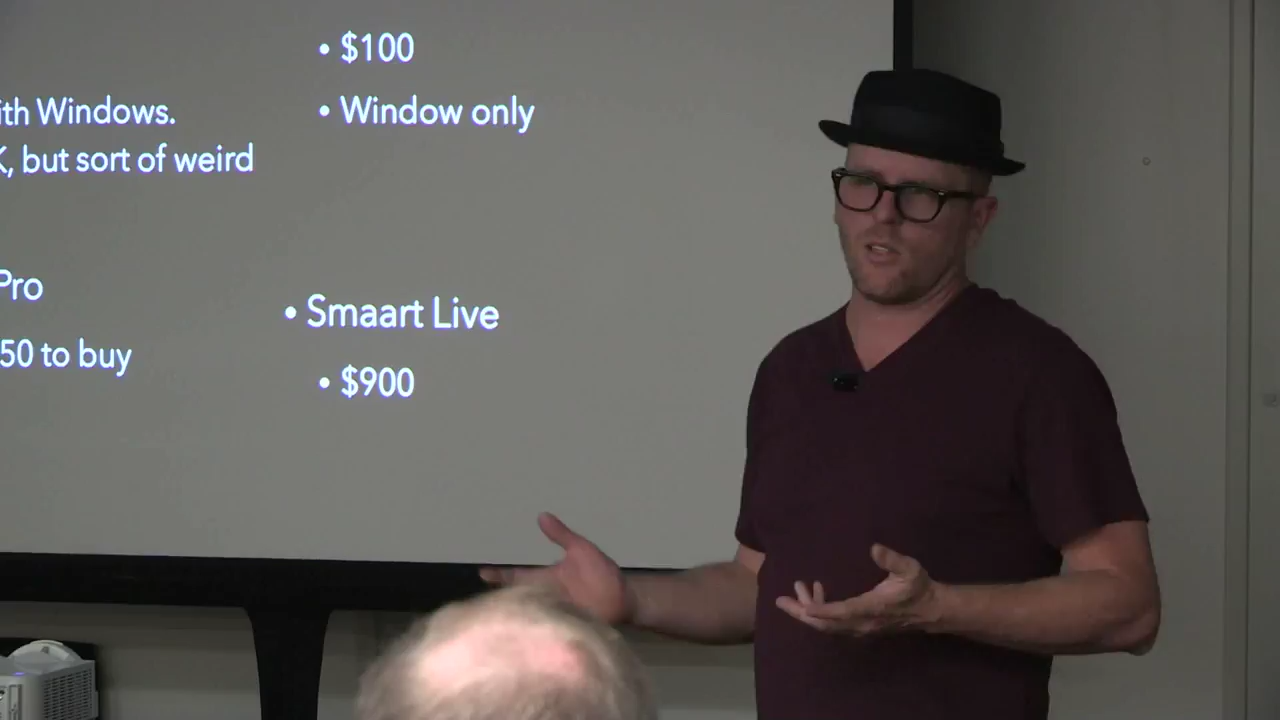 ith Windows.
, but sort of weird
Pro
50 to buy
• $100
• Window only
• Smaart Live
• $900